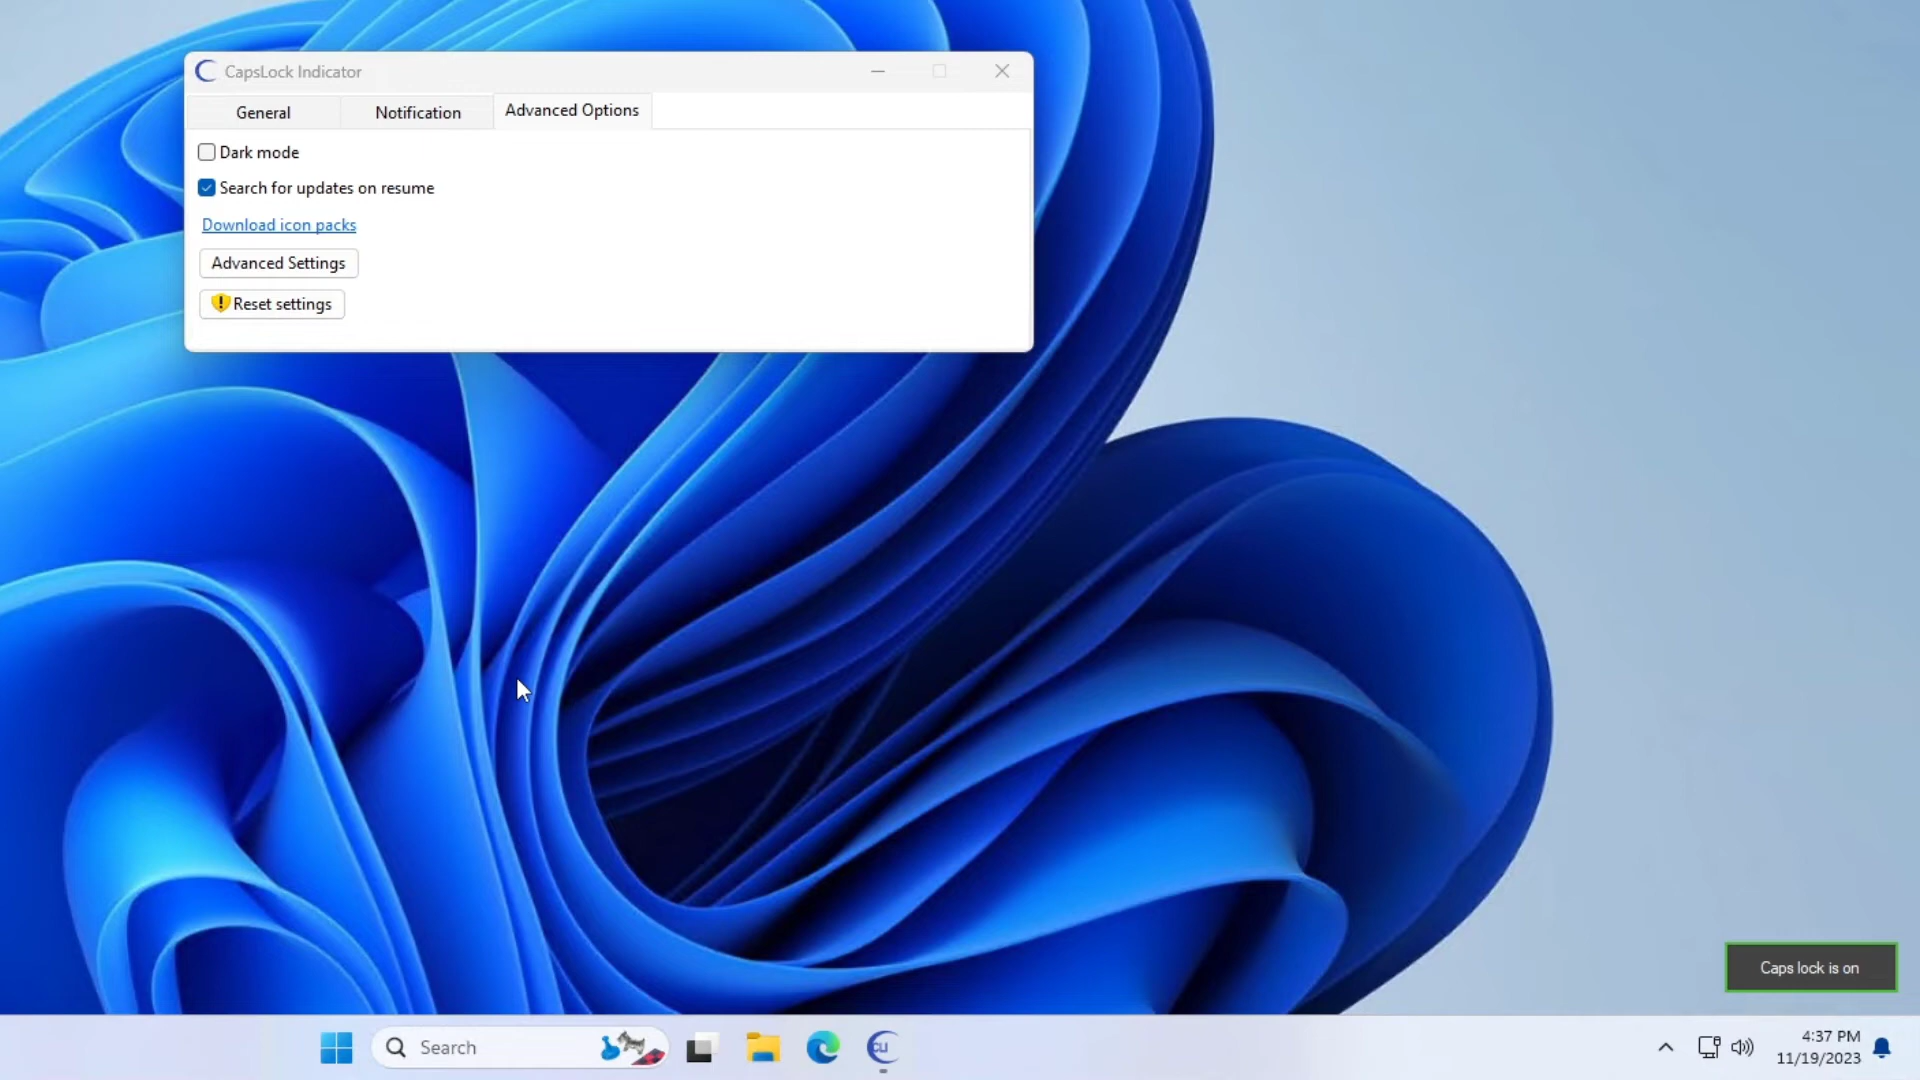 CapsLock Indicator
General
Notification
Advanced Options
Dark mode
Search for updates on resume
Download icon packs
Advanced Settings
Reset settings
Caps lock is on
Search
CLI
4:37 PM
11/19/2023